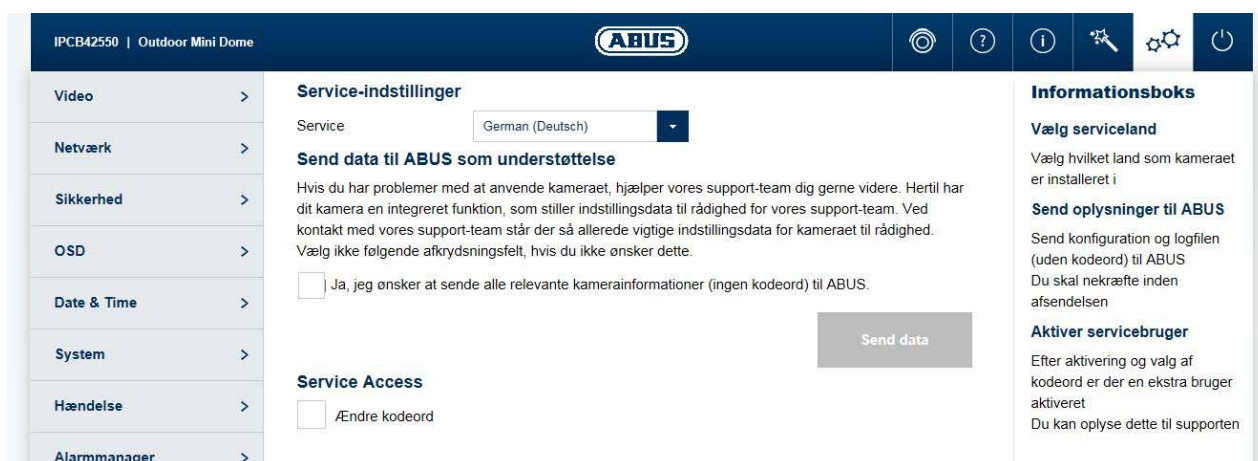 IPCB42550 | Outdoor Mini Dome
ABUS
Video
Netværk
Sikkerhed
OSD
Date & Time
System
Hændelse
Alarmmanager
Service-indstillinger
Service
German (Deutsch)
Send data til ABUS som understøttelse
Hvis du har problemer med at anvende kameraet, hjælper vores support-team dig gerne videre. Hertil har
dit kamera en integreret funktion, som stiller indstillingsdata til rådighed for vores support-team. Ved
kontakt med vores support-team står der så allerede vigtige indstillingsdata for kameraet til rådighed.
Vælg ikke følgende afkrydsningsfelt, hvis du ikke ønsker dette.
Ja, jeg ønsker at sende alle relevante kamerainformationer (ingen kodeord) til ABUS.
Send data
Service Access
Ændre kodeord
Informationsboks
Vælg serviceland
Vælg hvilket land som kameraet
er installeret i
Send oplysninger til ABUS
Send konfiguration og logfilen
(uden kodeord) til ABUS
Du skal nekræfte inden
afsendelsen
Aktiver servicebruger
Efter aktivering og valg af
kodeord er der en ekstra bruger
aktiveret
Du kan oplyse dette til supporten